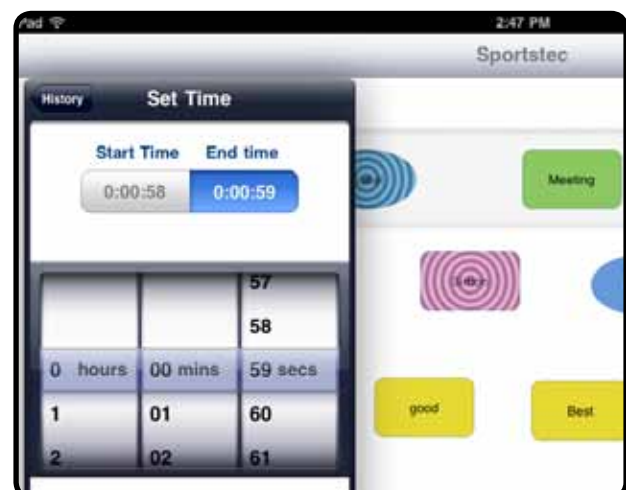 Pad 2:47 PM
Sportstec
History Set Time
Start Time End time
0:00:58 0:00:59
Meeting
57
58
0 hours 00 mins 59 secs
1 01 60
2 02 61
good Best